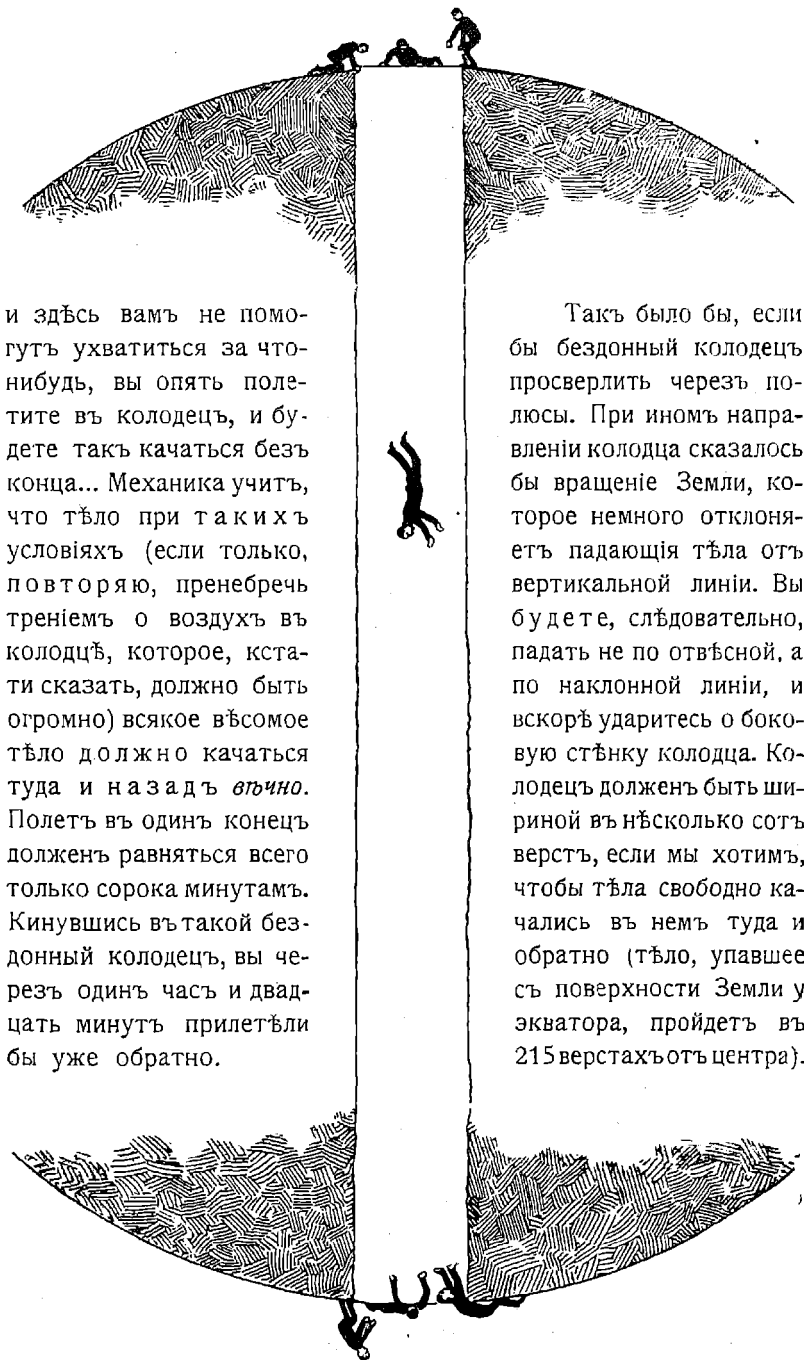 и здѣсь вамъ не помо-
гутъ ухватиться за что-
нибудь, вы опять поле-
тите въ колодецъ, и бу-
дете такъ качаться безъ
конца... Механика учитъ,
что тѣло при такихъ
условіяхъ (если только,
повторяю, пренебречь
треніемъ о воздухъ въ
колодцѣ, которое, кста-
ти сказать, должно быть
огромно) всякое вѣсомое
тѣло должно качаться
туда и назадъ вѣчно.
Полетъ въ одинъ конецъ
долженъ равняться всего
только сорока минутамъ.
Кинувшись въ такой без-
донный колодецъ, вы че-
резъ одинъ часъ и двад-
цать минутъ прилетѣли
бы уже обратно.
Такъ было бы, если
бы бездонный колодецъ
просверлить черезъ по-
люсы. При иномъ напра-
вленіи колодца сказалось
бы вращеніе Земли, ко-
торое немного отклоня-
етъ падающія тѣла отъ
вертикальной линіи. Вы
будете, слѣдовательно,
падать не по отвѣсной, а
по наклонной линіи, и
вскорѣ ударитесь о боко-
вую стѣнку колодца. Ко-
лодецъ долженъ быть ши-
риной въ нѣсколько сотъ
верстъ, если мы хотимъ,
чтобы тѣла свободно ка-
чались въ немъ туда и
обратно (тѣло, упавшее
съ поверхности Земли у
экватора, пройдетъ въ
215 верстахъ отъ центра).